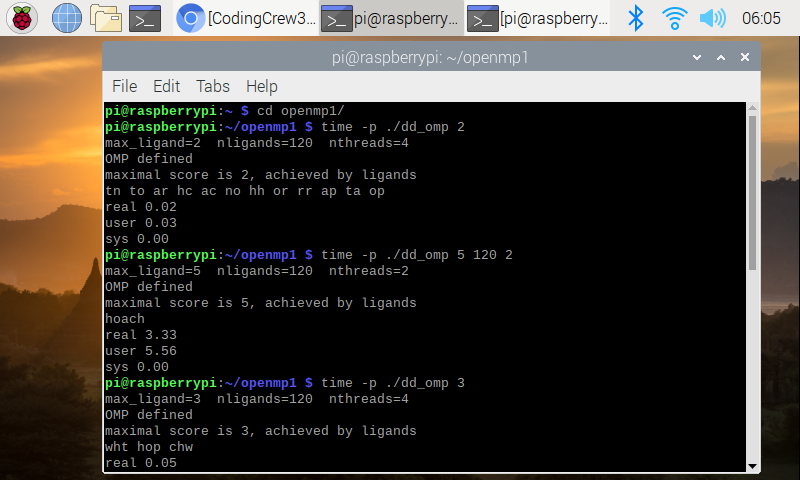 [CodingCrew3... pi@raspberry... [pi@raspberry... 06:05
pi@raspberrypi: ~/openmp1
File Edit Tabs Help
pi@raspberrypi:~ $ cd openmp1/
pi@raspberrypi:~/openmp1 $ time -p ./dd_omp 2
max_ligand=2  nligands=120  nthreads=4
OMP defined
maximal score is 2, achieved by ligands
tn to ar hc ac no hh or rr ap ta op
real 0.02
user 0.03
sys 0.00
pi@raspberrypi:~/openmp1 $ time -p ./dd_omp 5 120 2
max_ligand=5  nligands=120  nthreads=2
OMP defined
maximal score is 5, achieved by ligands
hoach
real 3.33
user 5.56
sys 0.00
pi@raspberrypi:~/openmp1 $ time -p ./dd_omp 3
max_ligand=3  nligands=120  nthreads=4
OMP defined
maximal score is 3, achieved by ligands
wht hop chw
real 0.05